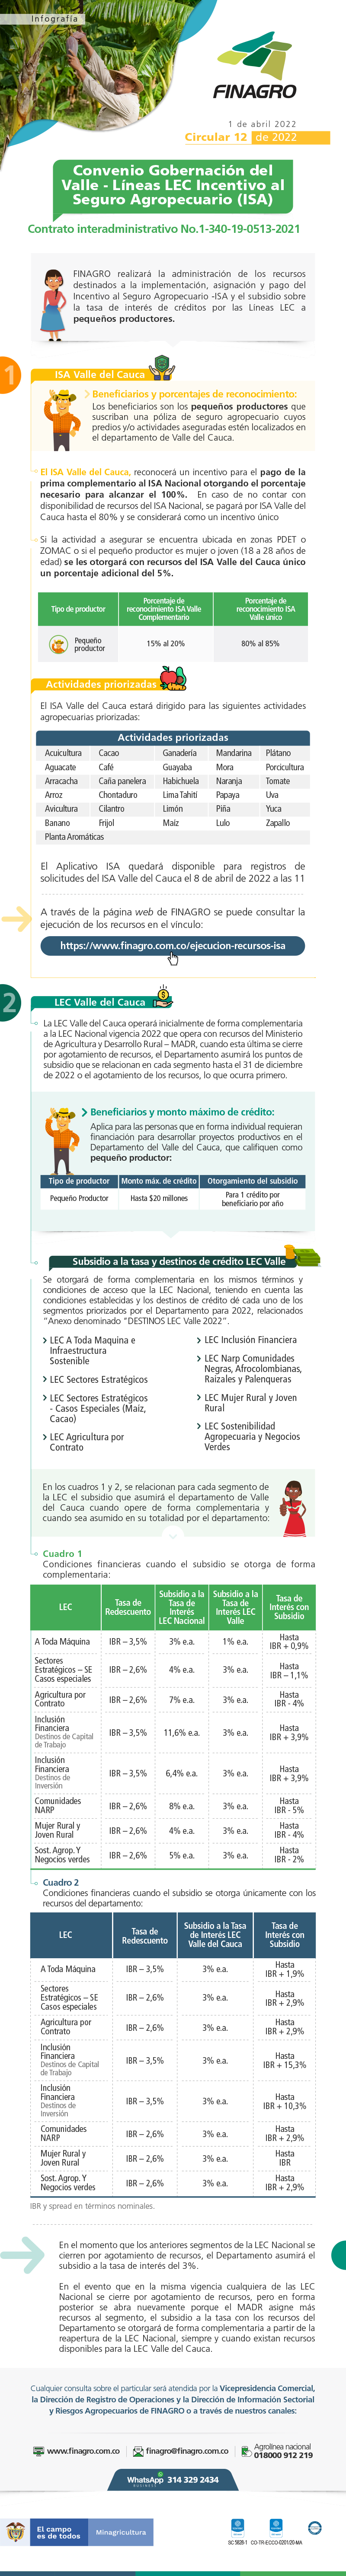 Infografía
FINAGRO
1 de abril 2022
Circular 12 de 2022
Convenio Gobernación del
Valle - Líneas LEC Incentivo al
Seguro Agropecuario (ISA)
Contrato interadministrativo No.1-340-19-0513-2021
FINAGRO realizará la administración de los recursos
destinados a la implementación, asignación y pago del
Incentivo al Seguro Agropecuario -ISA y el subsidio sobre
la tasa de interés de créditos por las Líneas LEC a
pequeños productores.
1
ISA Valle del Cauca
Beneficiarios y porcentajes de reconocimiento:
Los beneficiarios son los pequeños productores que
suscriban una poliza de seguro agropecuario cuyos
predios y/o actividades aseguradas estén localizados en
el departamento de Valle del Cauca.
El ISA Valle del Cauca, reconocerá un incentivo para el pago de la
prima complementario al ISA Nacional otorgando el porcentaje
necesario para alcanzar el 100%. En caso de no contar con
disponibilidad de recursos del ISA Nacional, se pagará por ISA Valle del
Cauca hasta el 80% y se considerará como un incentivo único
Si la actividad a asegurar se encuentra ubicada en zonas PDET o
ZOMAC o si el pequeño productor es mujer o joven (18 a 28 años de
edad) se les otorgará con recursos del ISA Valle del Cauca único
un porcentaje adicional del 5%.
Tipo de productor
Porcentaje de
reconocimiento ISA Valle
Complementario
Porcentaje de
reconocimiento ISA
Valle único
Pequeño
productor
15% al 20%
80% al 85%
Actividades priorizadas
El ISA Valle del Cauca estará dirigido para las siguientes actividades
agropecuarias priorizadas:
Actividades priorizadas
Acuicultura Cacao Ganadería Mandarina Plátano
Aguacate Café Guayaba Mora Porcicultura
Arracacha Caña panelera Habichuela Naranja Tomate
Arroz Chontaduro Lima Tahití Papaya Uva
Avicultura Cilantro Limón Piña Yuca
Banano Frijol Maíz Lulo Zapallo
Planta Aromáticas
El Aplicativo ISA quedará disponible para registros de
solicitudes del ISA Valle del Cauca el 8 de abril de 2022 a las 11
A través de la página web de FINAGRO se puede consultar la
ejecución de los recursos en el vínculo:
https://www.finagro.com.co/ejecucion-recursos-isa
2
LEC Valle del Cauca
La LEC Valle del Cauca operará inicialmente de forma complementaria
a la LEC Nacional vigencia 2022 que opera con recursos del Ministerio
de Agricultura y Desarrollo Rural – MADR, cuando esta última se cierre
por agotamiento de recursos, el Departamento asumirá los puntos de
subsidio que se relacionan en cada segmento hasta el 31 de diciembre
de 2022 o el agotamiento de los recursos, lo que ocurra primero.
Beneficiarios y monto máximo de crédito:
Aplica para las personas que en forma individual requieran
financiación para desarrollar proyectos productivos en el
Departamento del Valle del Cauca, que califiquen como
pequeño productor:
Tipo de productor Monto máx. de crédito Otorgamiento del subsidio
Pequeño Productor Hasta $20 millones
Para 1 crédito por
beneficiario por año
Subsidio a la tasa y destinos de crédito LEC Valle
Se otorgará de forma complementaria en los mismos términos y
condiciones de acceso que la LEC Nacional, teniendo en cuenta las
condiciones establecidas y los destinos de crédito de cada uno de los
segmentos priorizados por el Departamento para 2022, relacionados
"Anexo denominado "DESTINOS LEC Valle 2022".
LEC A Toda Maquina e
Infraestructura
Sostenible
LEC Sectores Estratégicos
LEC Sectores Estratégicos
- Casos Especiales (Maíz,
Cacao)
LEC Agricultura por
Contrato
LEC Inclusión Financiera
LEC Narp Comunidades
Negras, Afrocolombianas,
Raizales y Palenqueras
LEC Mujer Rural y Joven
Rural
LEC Sostenibilidad
Agropecuaria y Negocios
Verdes
En los cuadros 1 y 2, se relacionan para cada segmento de
la LEC el subsidio que asumirá el departamento de Valle
del Cauca cuando opere de forma complementaria y
cuando sea asumido en su totalidad por el departamento:
Cuadro 1
Condiciones financieras cuando el subsidio se otorga de forma
complementaria:
LEC
Tasa de
Redescuento
Subsidio a la
Tasa de
Interés
LEC Nacional
Subsidio a la
Tasa de
Interés LEC
Valle
Tasa de
Interés con
Subsidio
A Toda Máquina IBR – 3,5% 3% e.a. 1% e.a. Hasta
IBR + 0,9%
Sectores
Estratégicos – SE IBR – 2,6% 4% e.a. 3% e.a. Hasta
Casos especiales IBR – 1,1%
Agricultura por
Contrato IBR – 2,6% 7% e.a. 3% e.a. Hasta
IBR - 4%
Inclusión
Financiera
Destinos de Capital
de Trabajo
IBR – 3,5% 11,6% e.a. 3% e.a. Hasta
IBR + 3,9%
Inclusión
Financiera
Destinos de
Inversión
IBR – 3,5% 6,4% e.a. 3% e.a. Hasta
IBR + 3,9%
Comunidades
NARP IBR – 2,6% 8% e.a. 3% e.a. Hasta
IBR - 5%
Mujer Rural y
Joven Rural IBR – 2,6% 4% e.a. 3% e.a. Hasta
IBR - 4%
Sost. Agrop. Y
Negocios verdes IBR – 2,6% 5% e.a. 3% e.a. Hasta
IBR - 2%
Cuadro 2
Condiciones financieras cuando el subsidio se otorga únicamente con los
recursos del departamento:
LEC
Tasa de
Redescuento
Subsidio a la Tasa
de Interés LEC
Valle del Cauca
Tasa de
Interés con
Subsidio
A Toda Máquina IBR – 3,5% 3% e.a. Hasta
IBR + 1,9%
Sectores
Estratégicos – SE IBR – 2,6% 3% e.a. Hasta
Casos especiales IBR + 2,9%
Agricultura por
Contrato IBR – 2,6% 3% e.a. Hasta
IBR + 2,9%
Inclusión
Financiera
Destinos de Capital
de Trabajo
IBR – 3,5% 3% e.a. Hasta
IBR + 15,3%
Inclusión
Financiera
Destinos de
Inversión
IBR – 3,5% 3% e.a. Hasta
IBR + 10,3%
Comunidades
NARP IBR – 2,6% 3% e.a. Hasta
IBR + 2,9%
Mujer Rural y
Joven Rural IBR – 2,6% 3% e.a. Hasta
IBR
Sost. Agrop. Y
Negocios verdes IBR – 2,6% 3% e.a. Hasta
IBR + 2,9%
IBR y spread en términos nominales.
En el momento que los anteriores segmentos de la LEC Nacional se
cierren por agotamiento de recursos, el Departamento asumirá el
subsidio a la tasa de interés del 3%.
En el evento que en la misma vigencia cualquiera de las LEC
Nacional se cierre por agotamiento de recursos, pero en forma
posterior se abra nuevamente porque el MADR asigne más
recursos al segmento, el subsidio a la tasa con los recursos del
Departamento se otorgará de forma complementaria a partir de la
reapertura de la LEC Nacional, siempre y cuando existan recursos
disponibles para la LEC Valle del Cauca.
Cualquier consulta sobre el particular será atendida por la Vicepresidencia Comercial,
la Dirección de Registro de Operaciones y la Dirección de Información Sectorial
y Riesgos Agropecuarios de FINAGRO o a través de nuestros canales:
www.finagro.com.co
finagro@finagro.com.co
Agrolínea nacional
018000 912 219
WhatsApp 314 329 2434
BUSINESS
El campo
es de todos
Minagricultura
SC 5828-1 CO-TR-ECCO-0201/20-MA